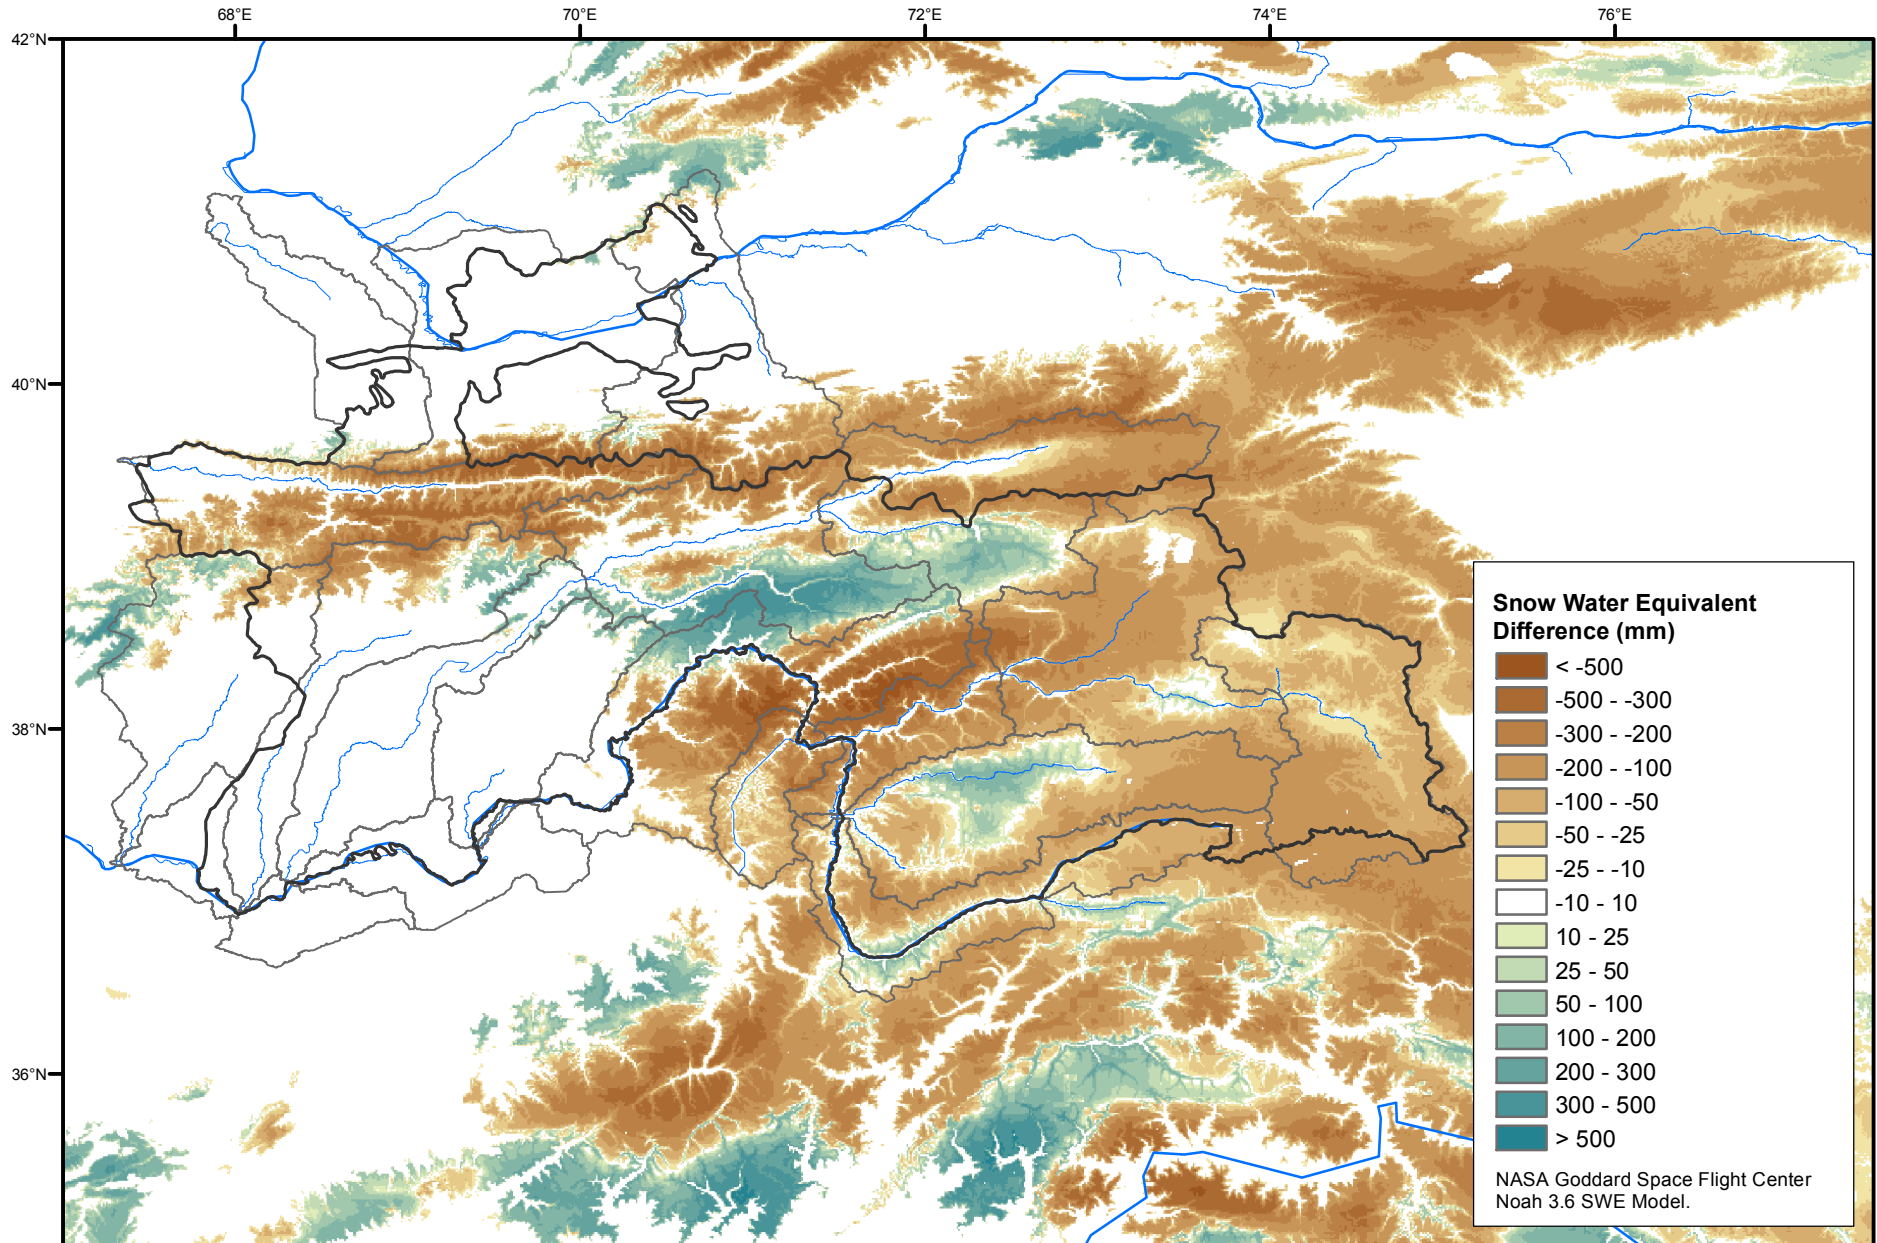 68°E 70°E 72°E 74°E 76°E
42°N
40°N
38°N
36°N
Snow Water Equivalent
Difference (mm)
< -500
-500 - -300
-300 - -200
-200 - -100
-100 - -50
-50 - -25
-25 - -10
-10 - 10
10 - 25
25 - 50
50 - 100
100 - 200
200 - 300
300 - 500
> 500
NASA Goddard Space Flight Center
Noah 3.6 SWE Model.